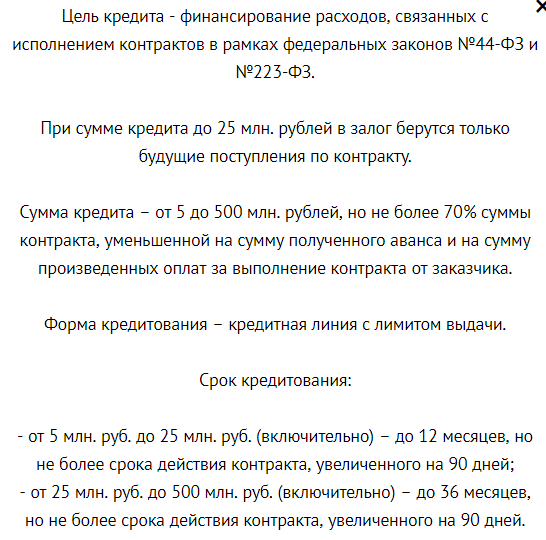 Цель кредита - финансирование расходов, связанных с
исполнением контрактов в рамках федеральных законов №44-ФЗ и
№223-ФЗ.
При сумме кредита до 25 млн. рублей в залог берутся только
будущие поступления по контракту.
Сумма кредита – от 5 до 500 млн. рублей, но не более 70% суммы
контракта, уменьшенной на сумму полученного аванса и на сумму
произведенных оплат за выполнение контракта от заказчика.
Форма кредитования – кредитная линия с лимитом выдачи.
Срок кредитования:
- от 5 млн. руб. до 25 млн. руб. (включительно) – до 12 месяцев, но
не более срока действия контракта, увеличенного на 90 дней;
- от 25 млн. руб. до 500 млн. руб. (включительно) – до 36 месяцев,
но не более срока действия контракта, увеличенного на 90 дней.